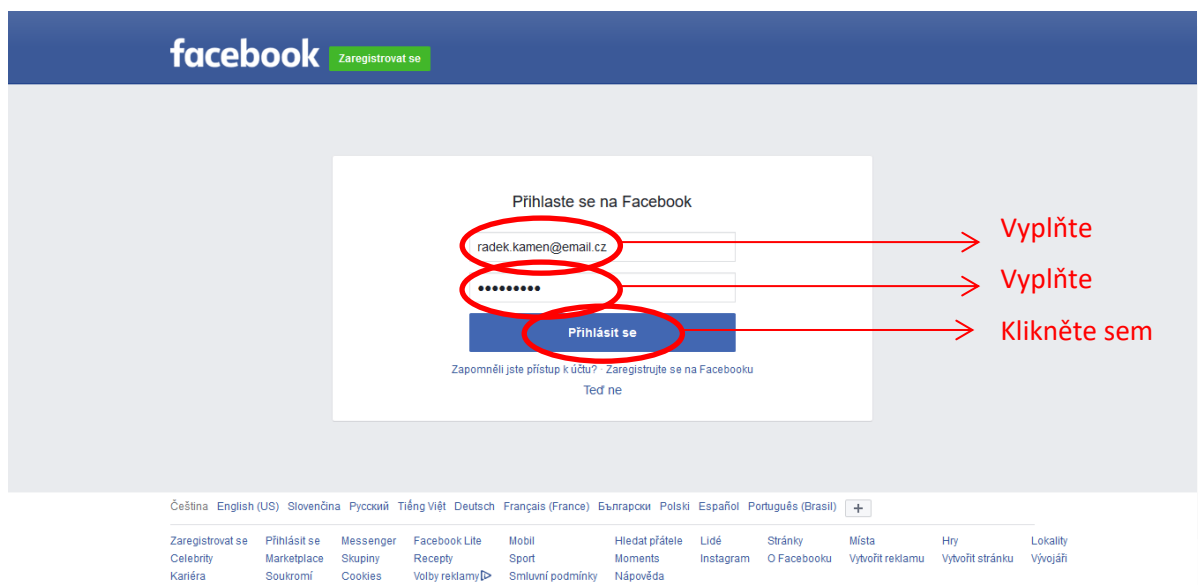 facebook Zaregistrovat se
Přihlaste se na Facebook
radek.kamen@email.cz
Vyplňte
•••••••••
Vyplňte
Přihlásit se
Klikněte sem
Zapomněli jste přístup k účtu? · Zaregistrujte se na Facebooku
Teď ne
Čeština English (US) Slovenčina Русский Tiếng Việt Deutsch Français (France) Български Polski Español Português (Brasil) +
Zaregistrovat se Přihlásit se Messenger Facebook Lite Mobil Hledat přátele Lidé Stránky Místa Hry Lokality
Celebrity Marketplace Skupiny Recepty Sport Moments Instagram O Facebooku Vytvořit reklamu Vytvořit stránku Vývojáři
Kariéra Soukromí Cookies Volby reklamy Smluvní podmínky Nápověda